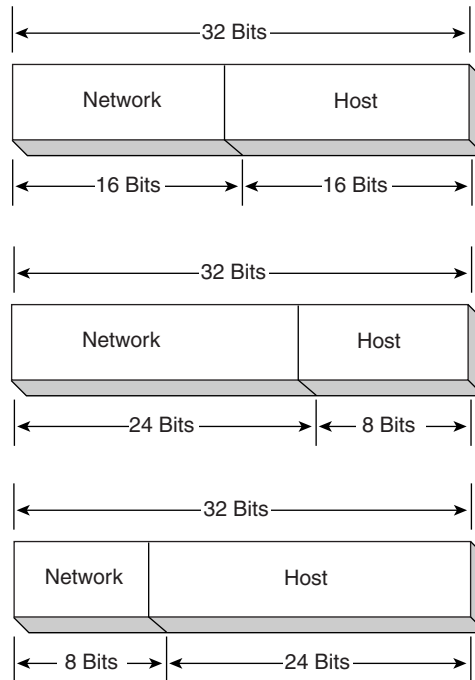 32 Bits
Network Host
16 Bits 16 Bits
32 Bits
Network Host
24 Bits 8 Bits
32 Bits
Network Host
8 Bits 24 Bits